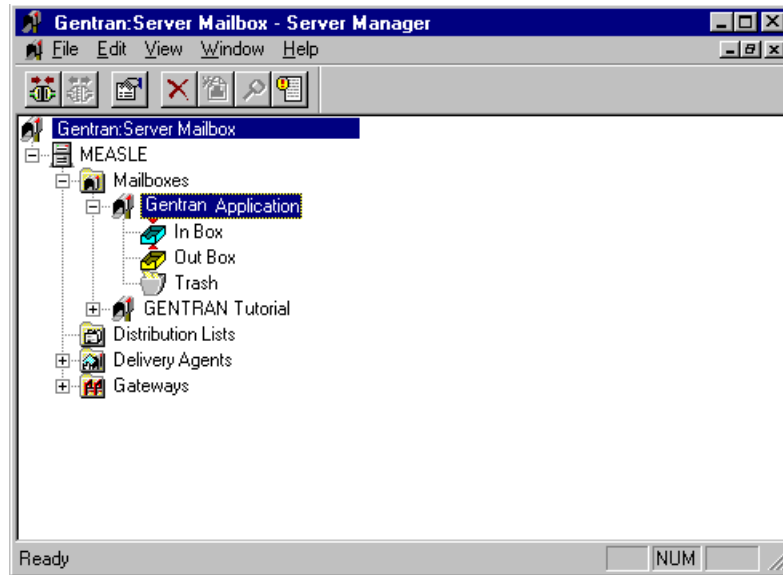 Gentran:Server Mailbox - Server Manager
File Edit View Window Help
Gentran:Server Mailbox
MEASLE
Mailboxes
Gentran Application
In Box
Out Box
Trash
GENTRAN Tutorial
Distribution Lists
Delivery Agents
Gateways
Ready NUM